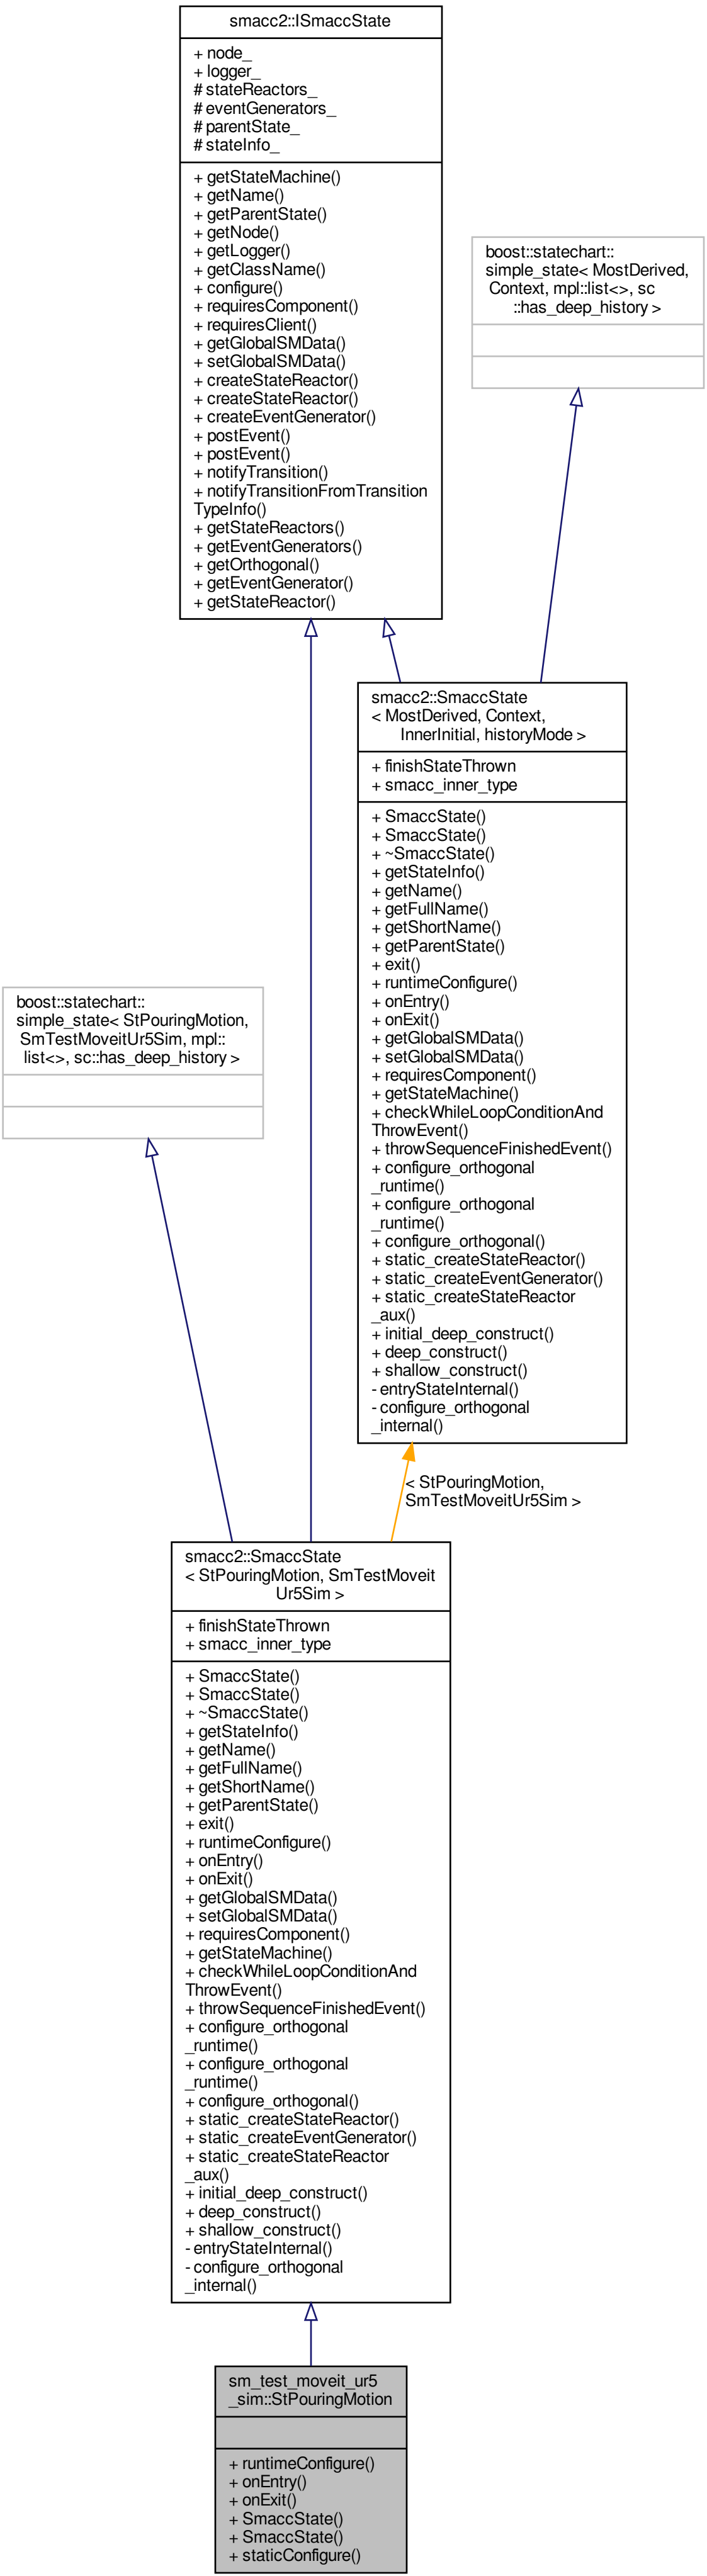 smacc2::ISmaccState
+ node_
+ logger_
# stateReactors_
# eventGenerators_
# parentState_
# stateInfo_
+ getStateMachine()
+ getName()
+ getParentState()
+ getNode()
+ getLogger()
+ getClassName()
+ configure()
+ requiresComponent()
+ requiresClient()
+ getGlobalSMData()
+ setGlobalSMData()
+ createStateReactor()
+ createStateReactor()
+ createEventGenerator()
+ postEvent()
+ postEvent()
+ notifyTransition()
+ notifyTransitionFromTransition
TypeInfo()
+ getStateReactors()
+ getEventGenerators()
+ getOrthogonal()
+ getEventGenerator()
+ getStateReactor()
boost::statechart::
simple_state< MostDerived,
Context, mpl::list<>, sc
::has_deep_history >
smacc2::SmaccState
< MostDerived, Context,
InnerInitial, historyMode >
+ finishStateThrown
+ smacc_inner_type
+ SmaccState()
+ SmaccState()
+ ~SmaccState()
+ getStateInfo()
+ getName()
+ getFullName()
+ getShortName()
+ getParentState()
+ exit()
+ runtimeConfigure()
+ onEntry()
+ onExit()
+ getGlobalSMData()
+ setGlobalSMData()
+ requiresComponent()
+ getStateMachine()
+ checkWhileLoopConditionAnd
ThrowEvent()
+ throwSequenceFinishedEvent()
+ configure_orthogonal
_runtime()
+ configure_orthogonal
_runtime()
+ configure_orthogonal()
+ static_createStateReactor()
+ static_createEventGenerator()
+ static_createStateReactor
_aux()
+ initial_deep_construct()
+ deep_construct()
+ shallow_construct()
- entryStateInternal()
- configure_orthogonal
_internal()
boost::statechart::
simple_state< StPouringMotion,
SmTestMoveitUr5Sim, mpl::
list<>, sc::has_deep_history >
< StPouringMotion,
SmTestMoveitUr5Sim >
smacc2::SmaccState
< StPouringMotion, SmTestMoveit
Ur5Sim >
+ finishStateThrown
+ smacc_inner_type
+ SmaccState()
+ SmaccState()
+ ~SmaccState()
+ getStateInfo()
+ getName()
+ getFullName()
+ getShortName()
+ getParentState()
+ exit()
+ runtimeConfigure()
+ onEntry()
+ onExit()
+ getGlobalSMData()
+ setGlobalSMData()
+ requiresComponent()
+ getStateMachine()
+ checkWhileLoopConditionAnd
ThrowEvent()
+ throwSequenceFinishedEvent()
+ configure_orthogonal
_runtime()
+ configure_orthogonal
_runtime()
+ configure_orthogonal()
+ static_createStateReactor()
+ static_createEventGenerator()
+ static_createStateReactor
_aux()
+ initial_deep_construct()
+ deep_construct()
+ shallow_construct()
- entryStateInternal()
- configure_orthogonal
_internal()
sm_test_moveit_ur5
_sim::StPouringMotion
+ runtimeConfigure()
+ onEntry()
+ onExit()
+ SmaccState()
+ SmaccState()
+ staticConfigure()